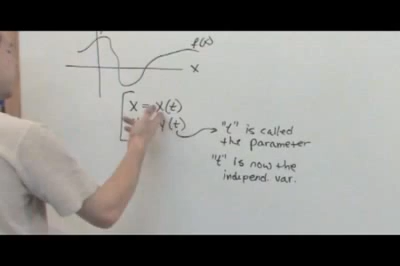 f(x)
x
x = x(t)
y(t)
"t" is called
the parameter
"t" is now the
independ. var.